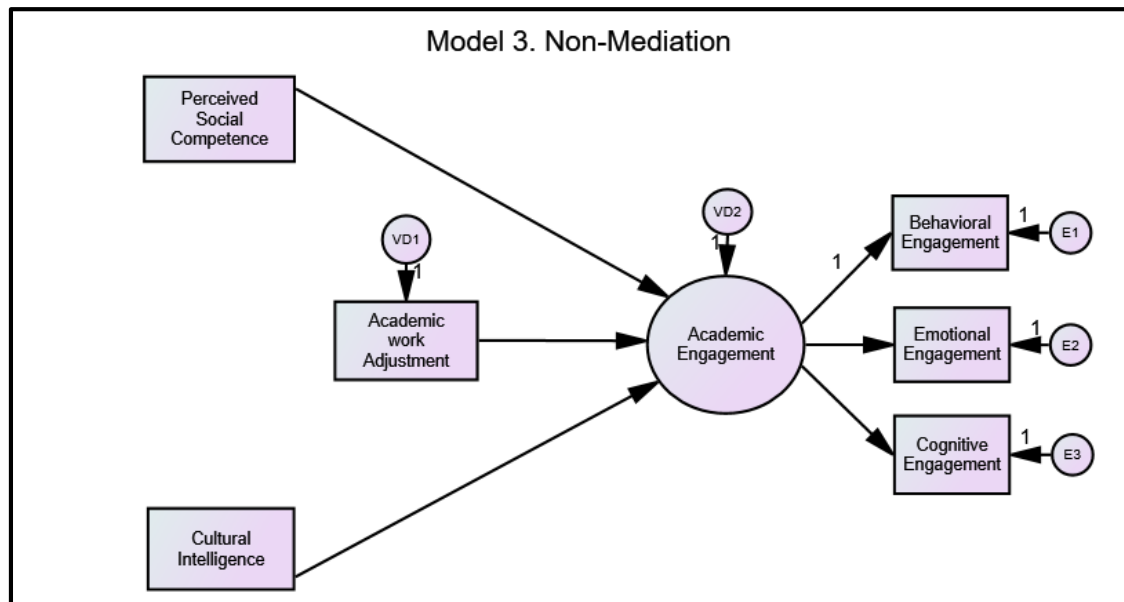 Model 3. Non-Mediation
Perceived
Social
Competence
VD1
1
Academic
work
Adjustment
Cultural
Intelligence
VD2
1
Academic
Engagement
1
Behavioral
Engagement
1
E1
Emotional
Engagement
1
E2
Cognitive
Engagement
1
E3